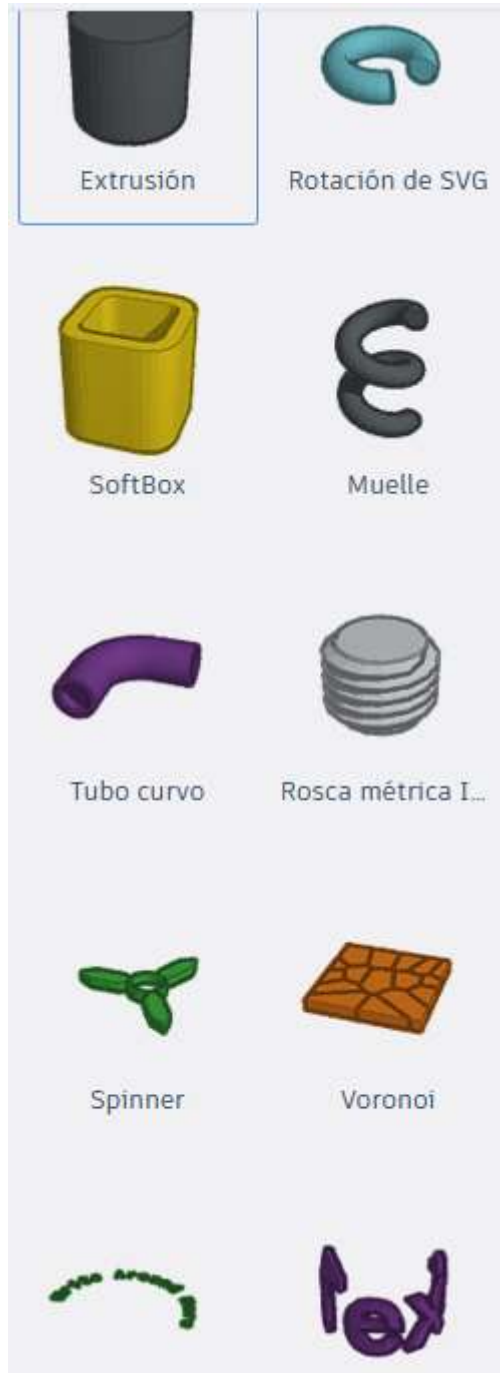 Extrusión
Rotación de SVG
SoftBox
Muelle
Tubo curvo
Rosca métrica I...
Spinner
Voronoi